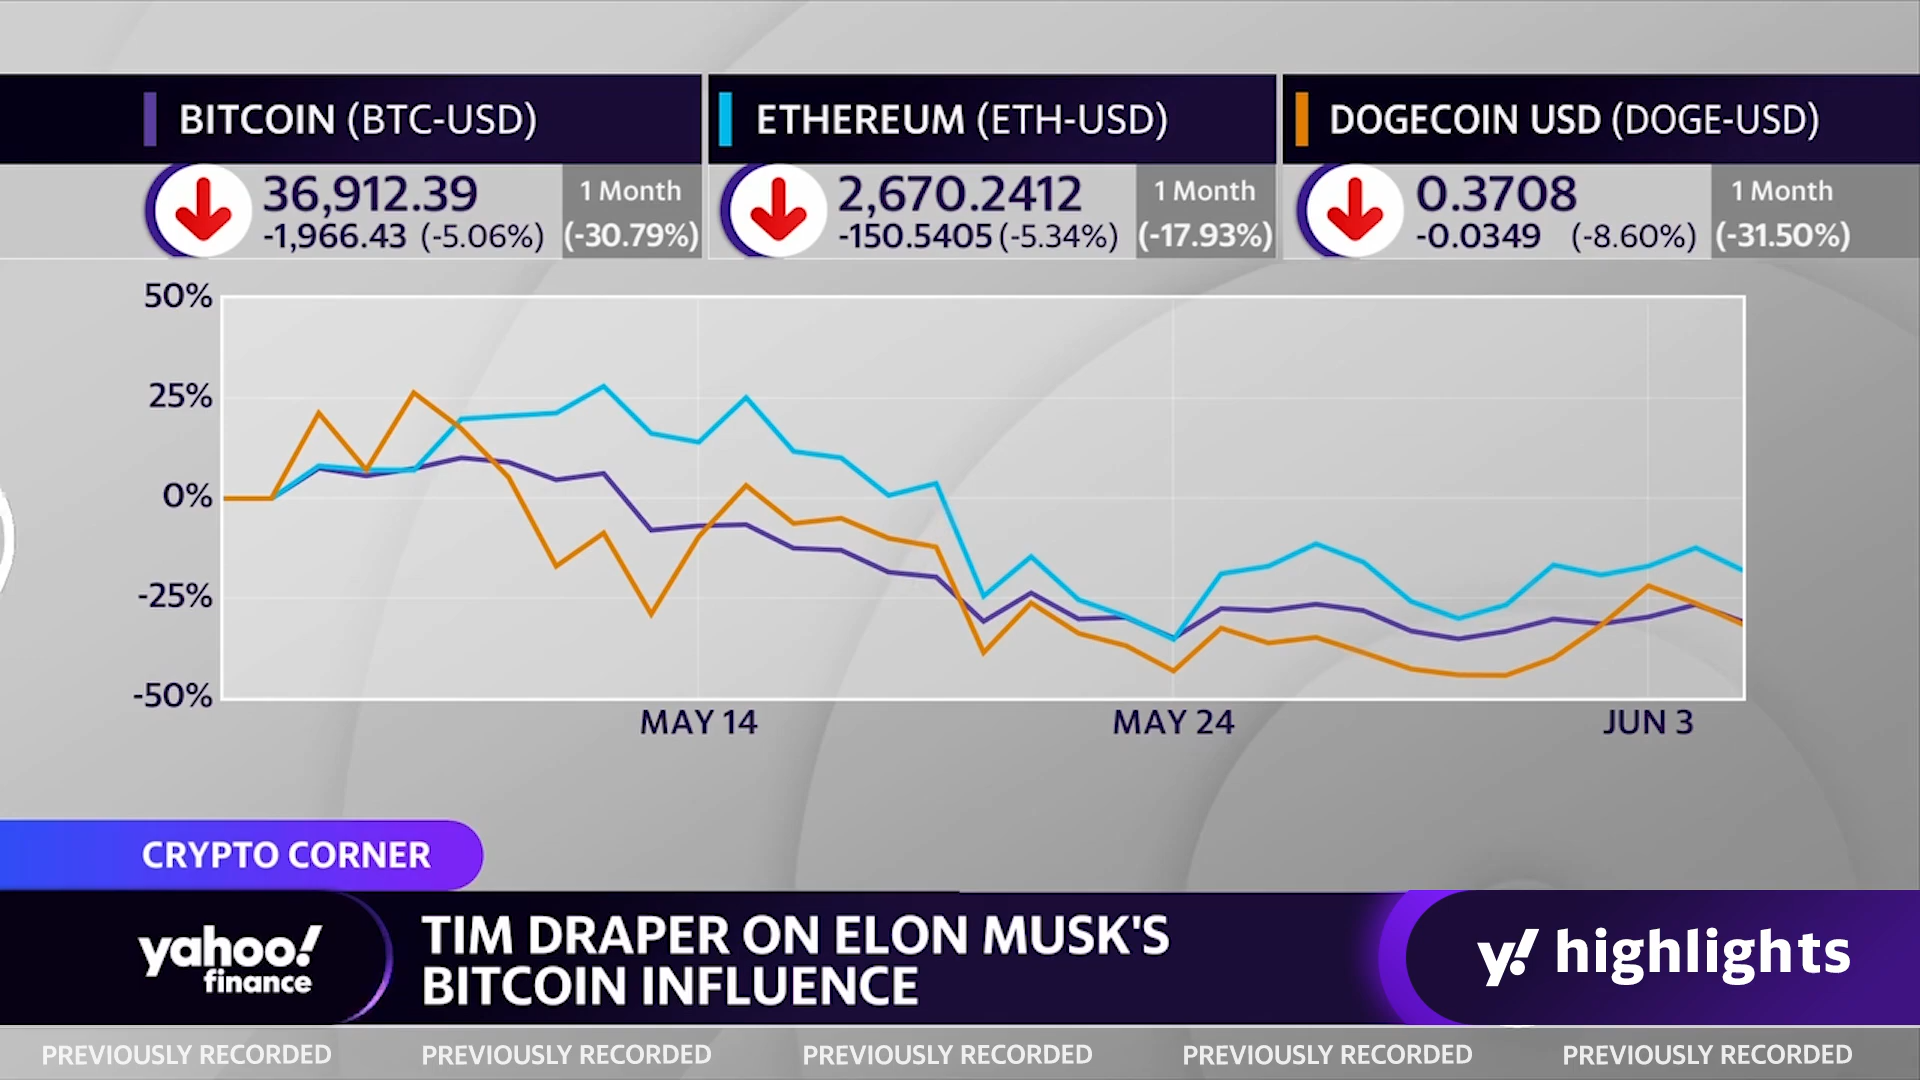 BITCOIN (BTC-USD)
36,912.39
-1,966.43 (-5.06%)
1 Month
(-30.79%)
ETHEREUM (ETH-USD)
2,670.2412
-150.5405 (-5.34%)
1 Month
(-17.93%)
DOGECOIN USD (DOGE-USD)
0.3708
-0.0349 (-8.60%)
1 Month
(-31.50%)
50%
25%
0%
-25%
-50%
MAY 14
MAY 24
JUN 3
CRYPTO CORNER
yahoo!
finance
TIM DRAPER ON ELON MUSK'S
BITCOIN INFLUENCE
y! highlights
PREVIOUSLY RECORDED PREVIOUSLY RECORDED PREVIOUSLY RECORDED PREVIOUSLY RECORDED PREVIOUSLY RECORDED